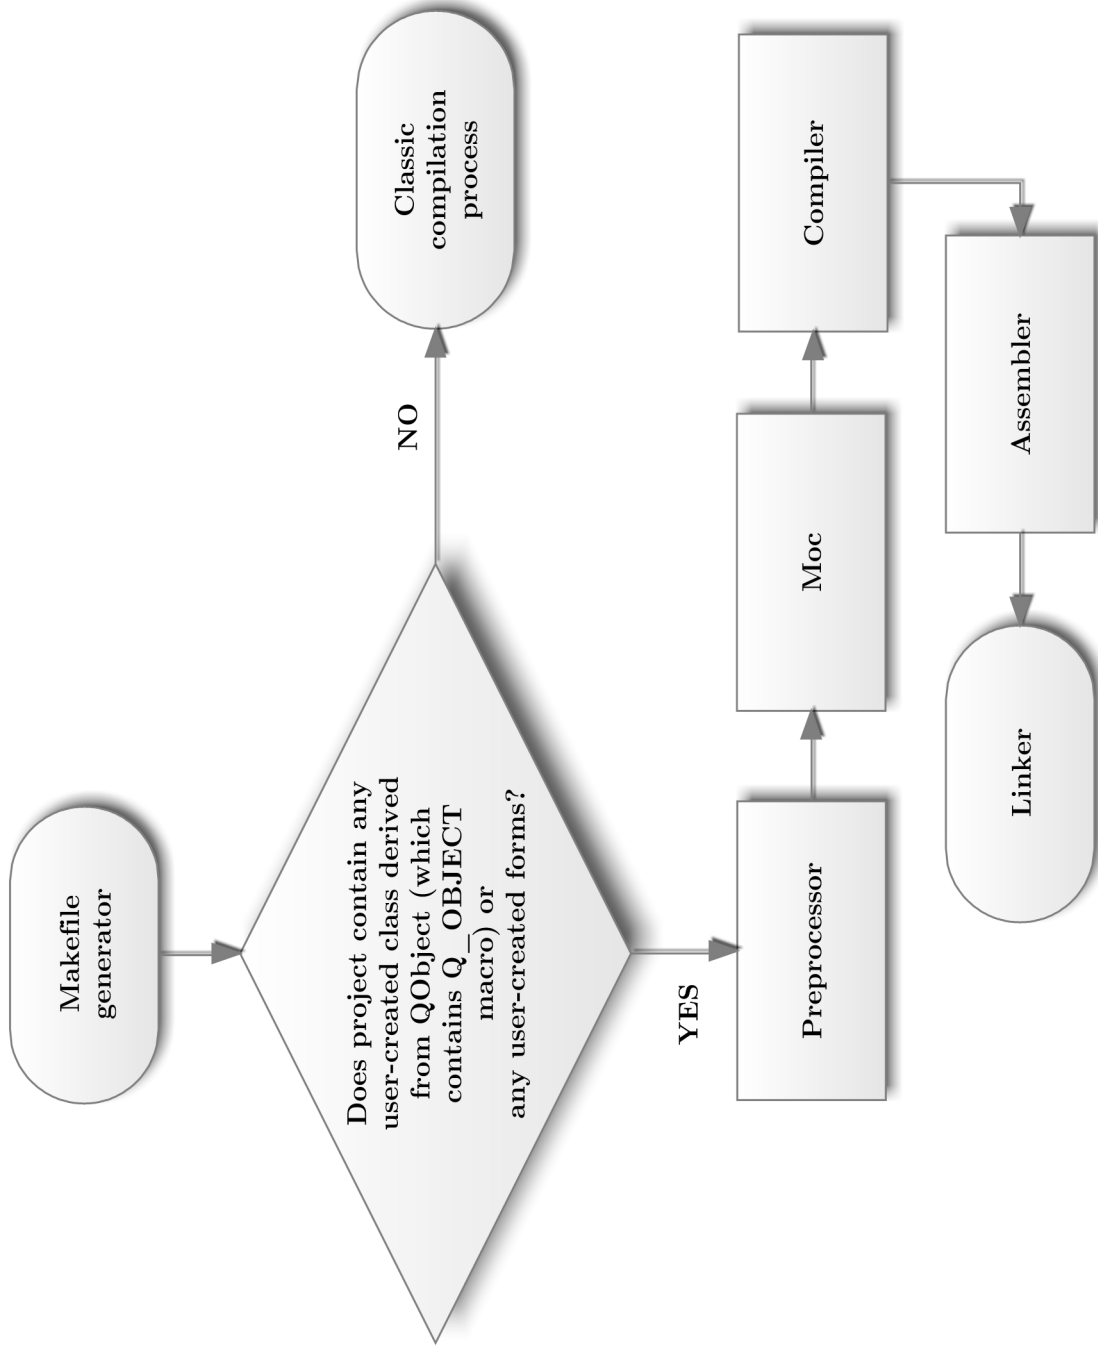 Makefile
generator
Does project contain any
user-created class derived
from QObject (which
contains Q_OBJECT
macro) or
any user-created forms?
NO
Classic
compilation
process
YES
Preprocessor
Moc
Compiler
Assembler
Linker